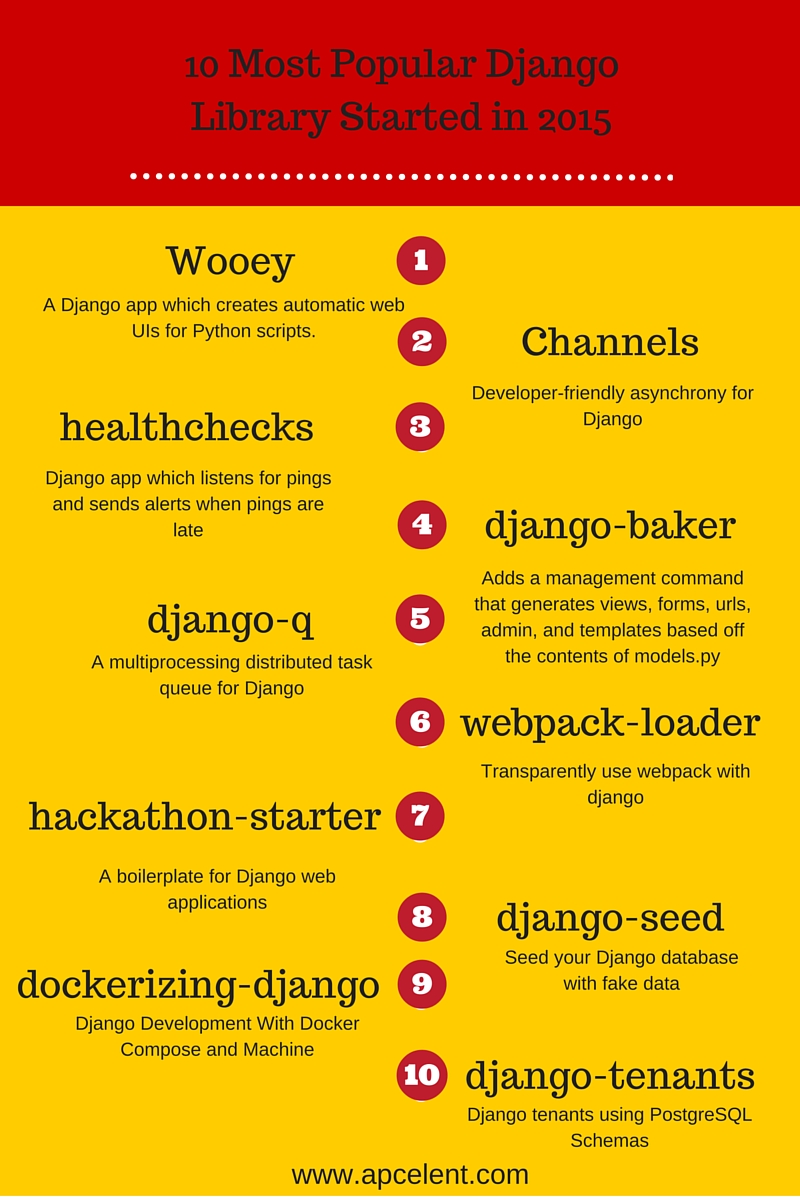 10 Most Popular Django
Library Started in 2015
Wooey
1
A Django app which creates automatic web
UIs for Python scripts.
2
Channels
Developer-friendly asynchrony for
Django
healthchecks
3
Django app which listens for pings
and sends alerts when pings are
late
4
django-baker
Adds a management command
that generates views, forms, urls,
admin, and templates based off
the contents of models.py
django-q
5
A multiprocessing distributed task
queue for Django
6
webpack-loader
Transparently use webpack with
django
hackathon-starter
7
A boilerplate for Django web
applications
8
django-seed
Seed your Django database
with fake data
dockerizing-django
9
Django Development With Docker
Compose and Machine
10
django-tenants
Django tenants using PostgreSQL
Schemas
www.apcelent.com